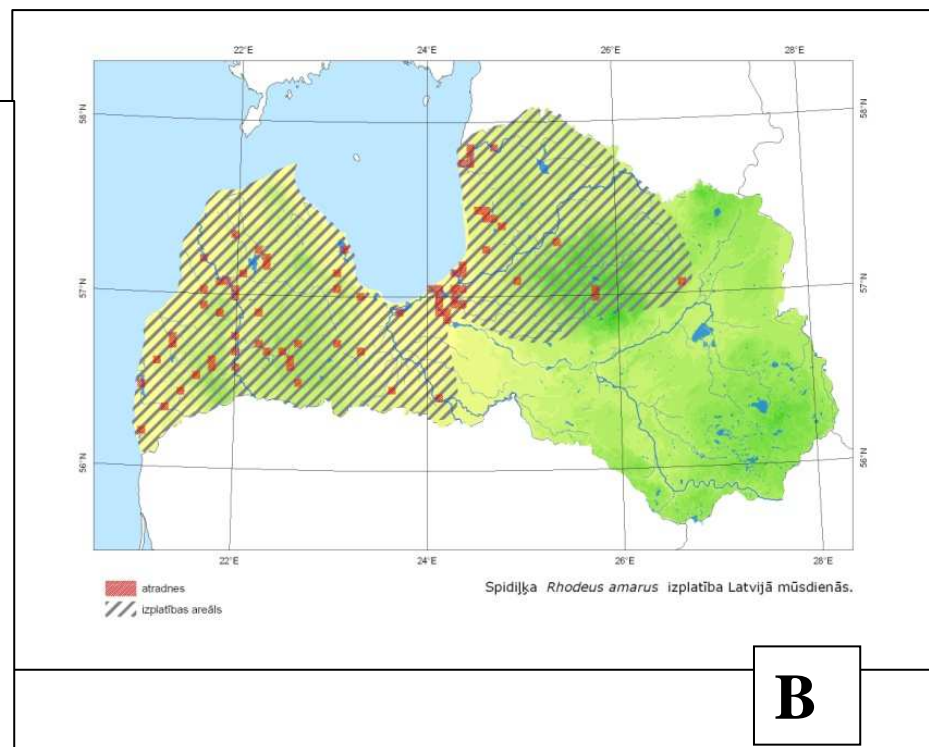 22°E 24°E 26°E 28°E
58°N 58°N
57°N 57°N
56°N 56°N
22°E 24°E 26°E 28°E
atradnes
izplatības areāls
Spidiļķa Rhodeus amarus izplatība Latvijā mūsdienās.
B